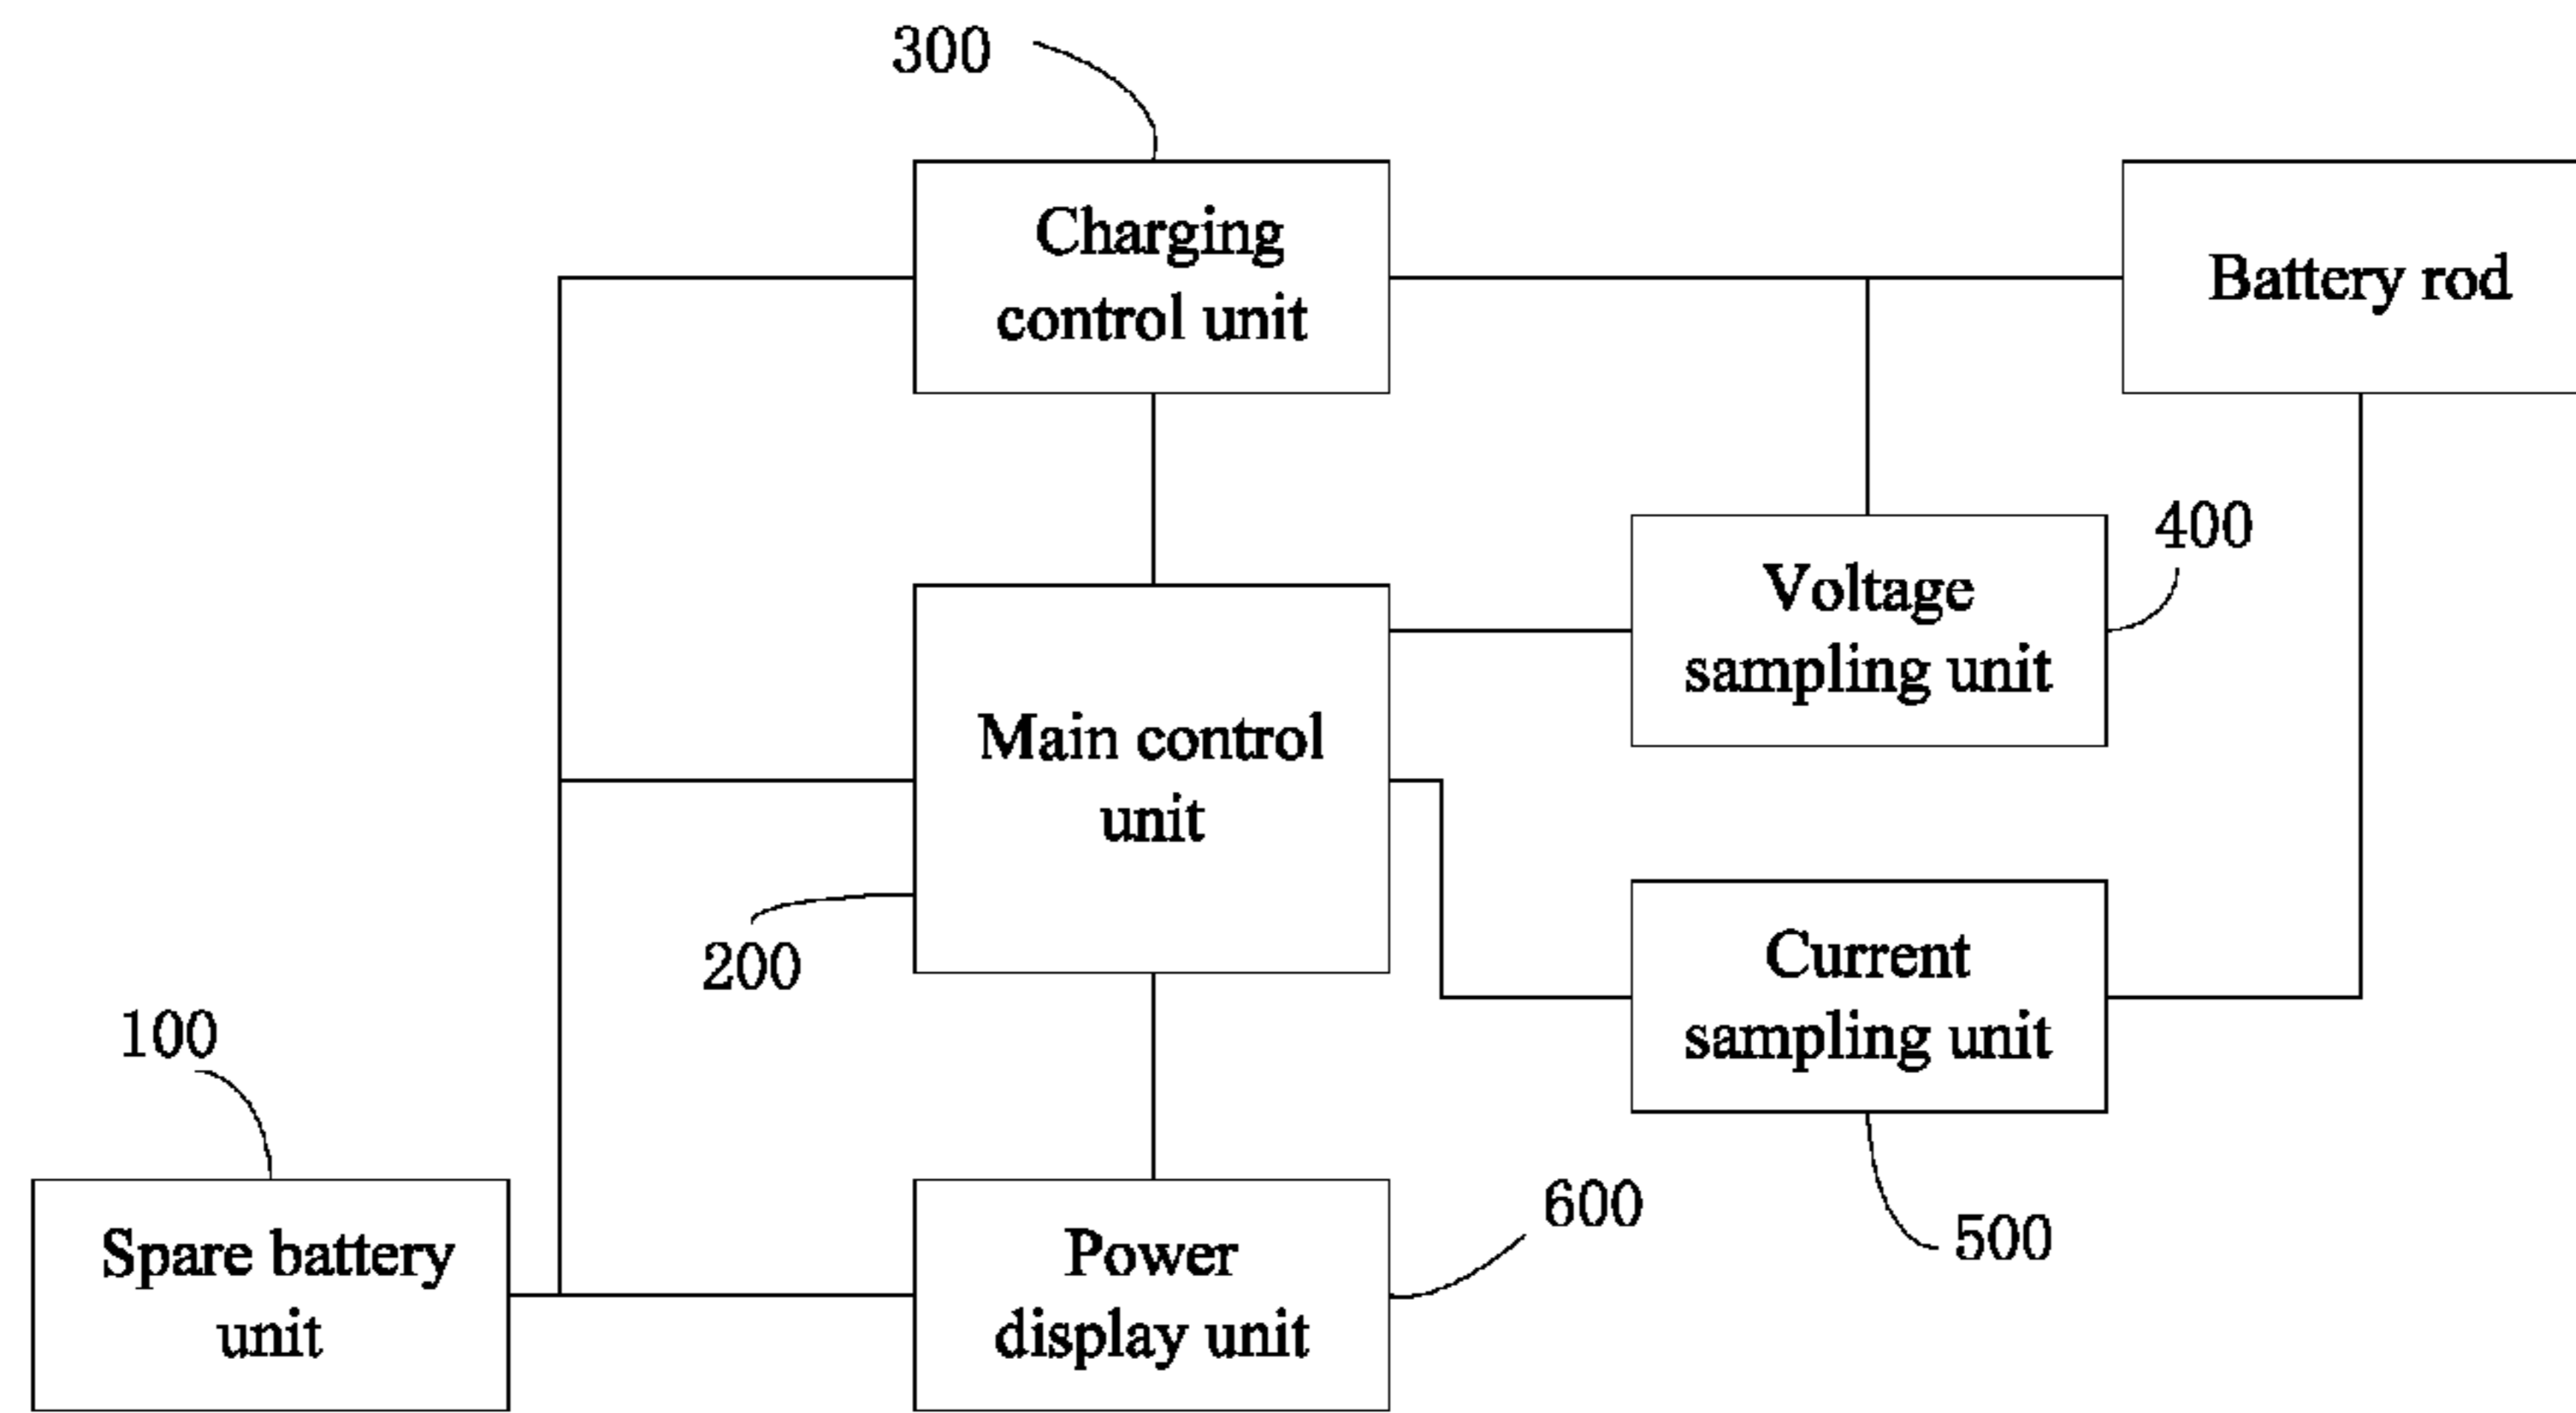 300
Charging
control unit
Battery rod
400
Voltage
sampling unit
Main control
unit
200
Current
sampling unit
100
600
500
Spare battery
unit
Power
display unit